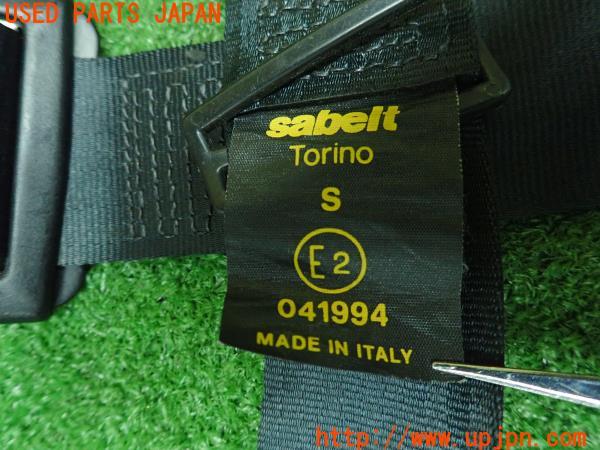 USED PARTS JAPAN
sabelt
Torino
S
E2
041994
MADE IN ITALY
http://www.upjpn.com